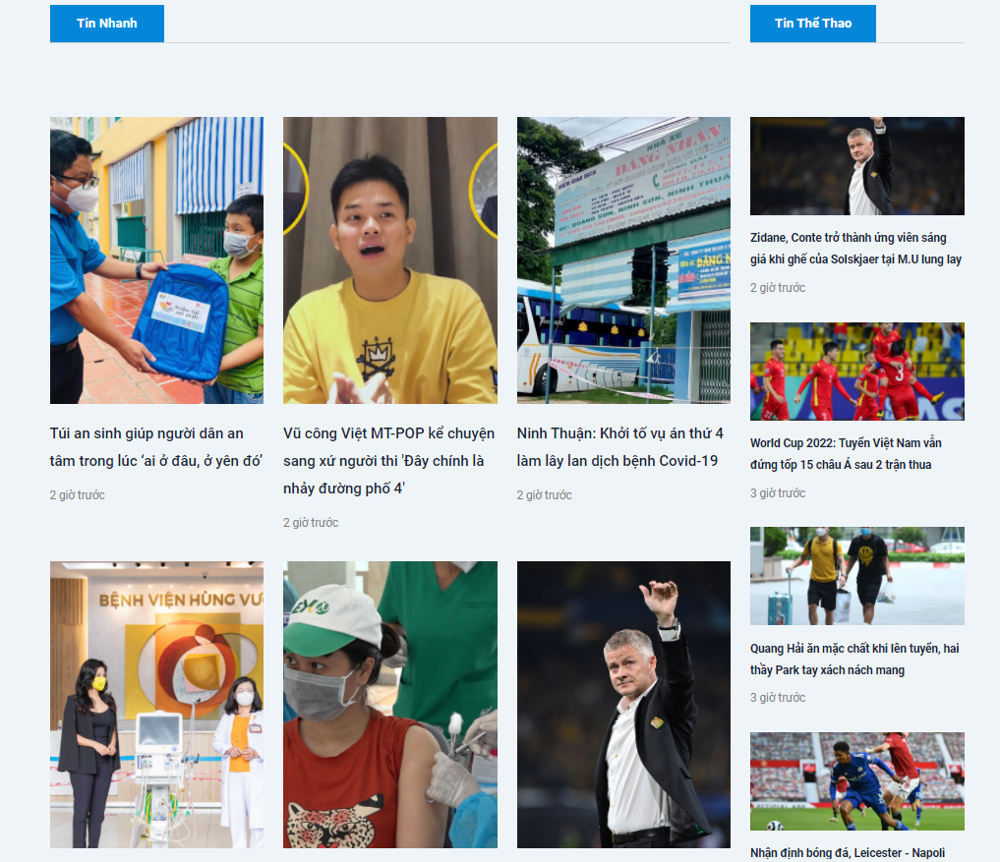 Tin Nhanh
Tin Thể Thao
NHÀ XE
ĐĂNG NHÂN
Túi an sinh giúp người dân an
tâm trong lúc ‘ai ở đâu, ở yên đó’
2 giờ trước
Vũ công Việt MT-POP kể chuyện
sang xứ người thi 'Đây chính là
nhảy đường phố 4'
2 giờ trước
Ninh Thuận: Khởi tố vụ án thứ 4
làm lây lan dịch bệnh Covid-19
2 giờ trước
Zidane, Conte trở thành ứng viên sáng
giá khi ghế của Solskjaer tại M.U lung lay
2 giờ trước
World Cup 2022: Tuyển Việt Nam vẫn
đứng tốp 15 châu Á sau 2 trận thua
3 giờ trước
BỆNH VIỆN HÙNG VƯ
Quang Hải ăn mặc chất khi lên tuyển, hai
thầy Park tay xách nách mang
3 giờ trước
Nhận định bóng đá, Leicester - Napoli